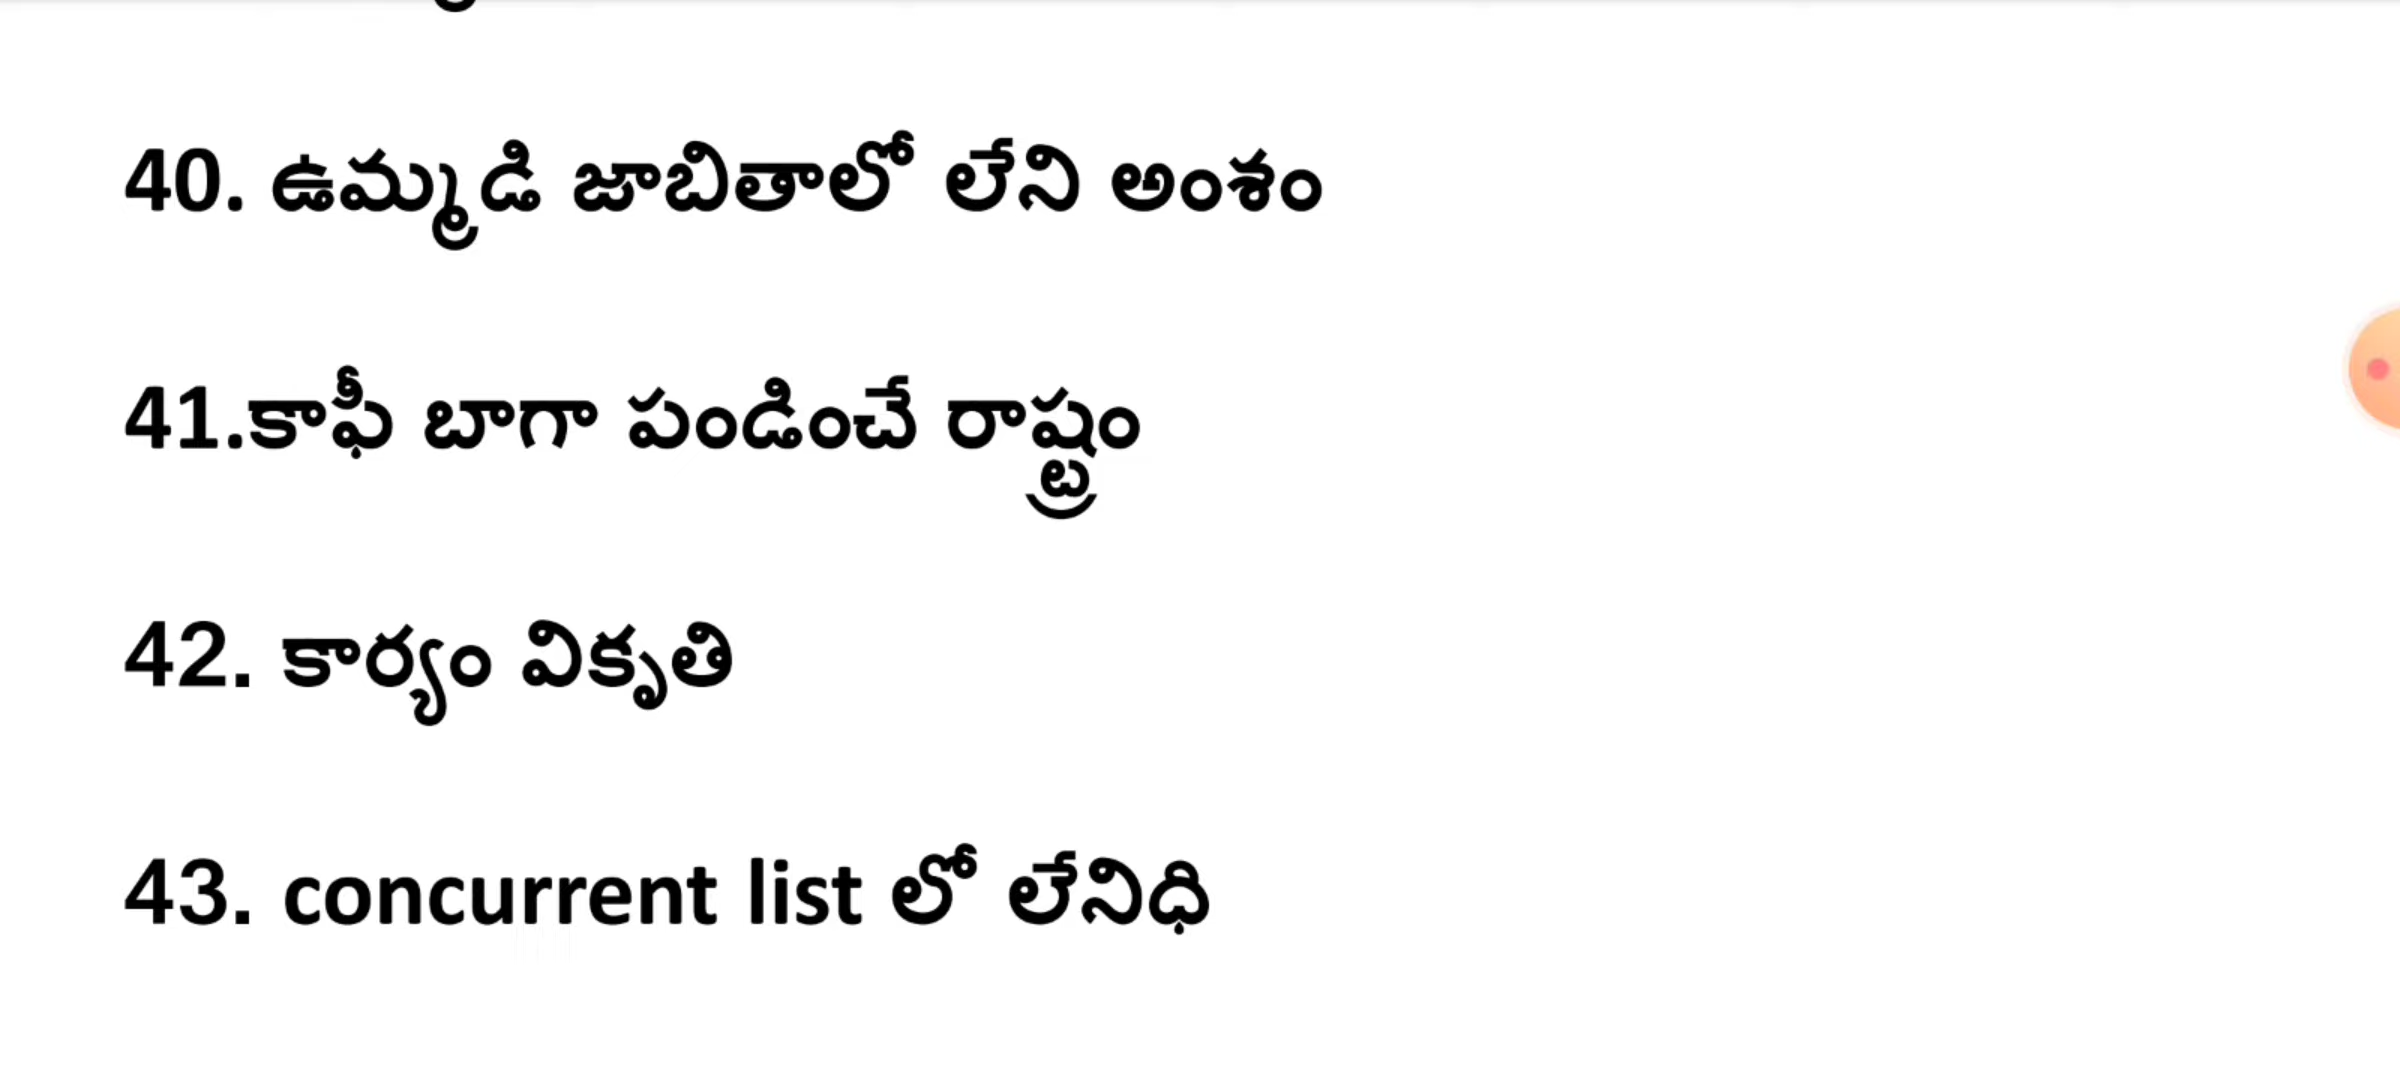 40. ఉమ్మడి జాబితాలో లేని అంశం
41.కాఫీ బాగా పండించే రాష్ట్రం
42. కార్యం వికృతి
43. concurrent list లో లేనిధి